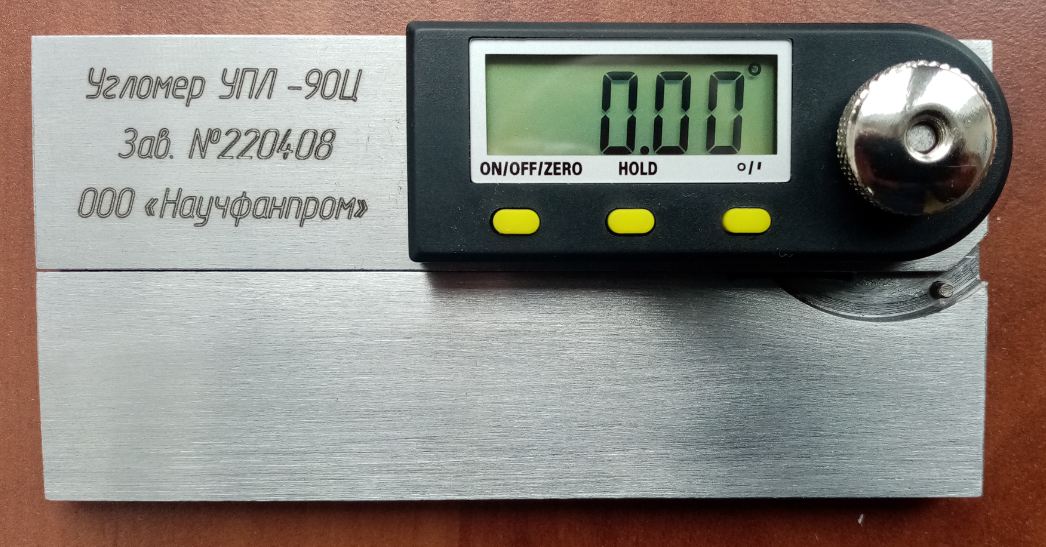 Угломер УПЛ -90Ц
Зав. №220408
ООО «Научфанпром»
0.00°
ON/OFF/ZERO HOLD o/'